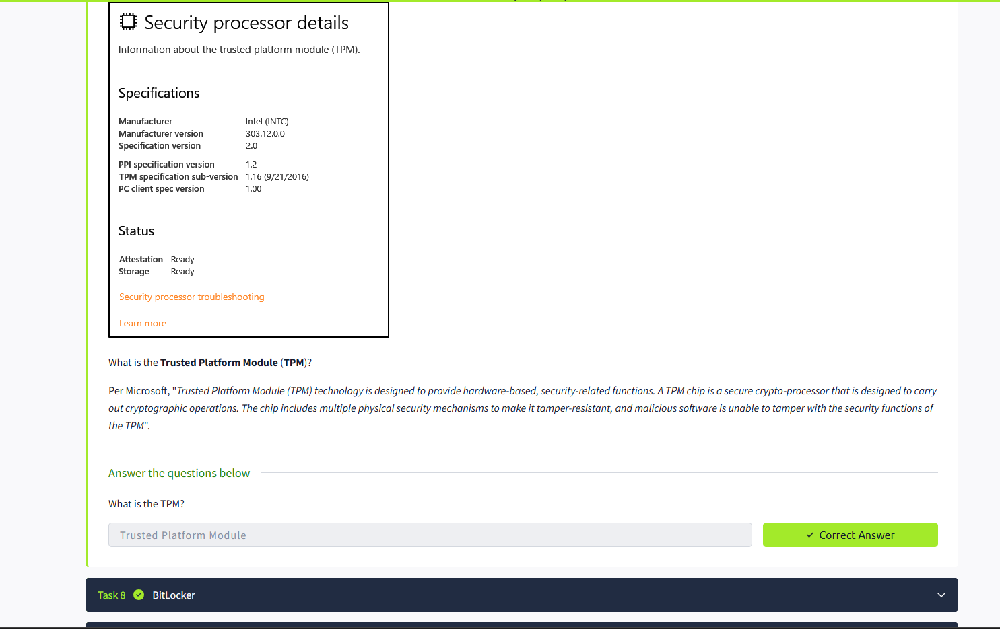 Security processor details
Information about the trusted platform module (TPM).
Specifications
Manufacturer Intel (INTC)
Manufacturer version 303.12.0.0
Specification version 2.0
PPI specification version 1.2
TPM specification sub-version 1.16 (9/21/2016)
PC client spec version 1.00
Status
Attestation Ready
Storage Ready
Security processor troubleshooting
Learn more
What is the Trusted Platform Module (TPM)?
Per Microsoft, "Trusted Platform Module (TPM) technology is designed to provide hardware-based, security-related functions. A TPM chip is a secure crypto-processor that is designed to carry
out cryptographic operations. The chip includes multiple physical security mechanisms to make it tamper-resistant, and malicious software is unable to tamper with the security functions of
the TPM".
Answer the questions below
What is the TPM?
Trusted Platform Module
Correct Answer
Task 8 BitLocker